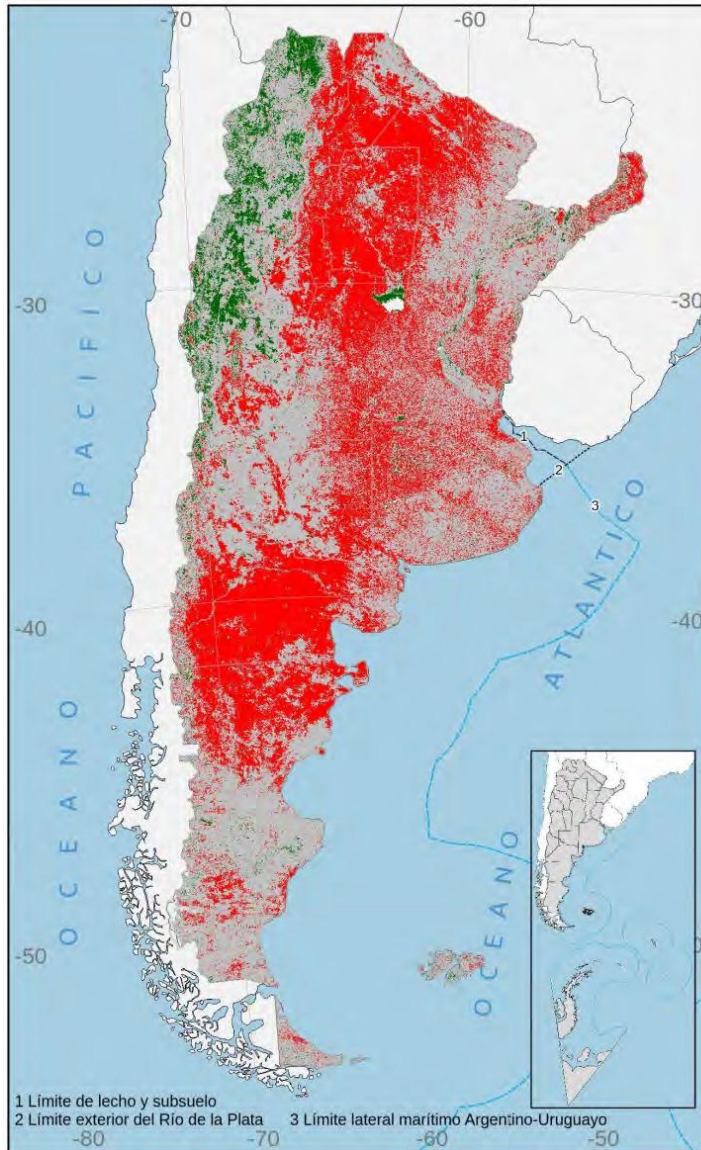 -70
-60
PACIFÍCO
-30
-30
1
2
3
ATLANTICO
-40
-40
OCEANO
OCEANO
-50
1 Límite de lecho y subsuelo
2 Límite exterior del Río de la Plata 3 Límite lateral marítimo Argentino-Uruguayo
-80
-70
-60
-50